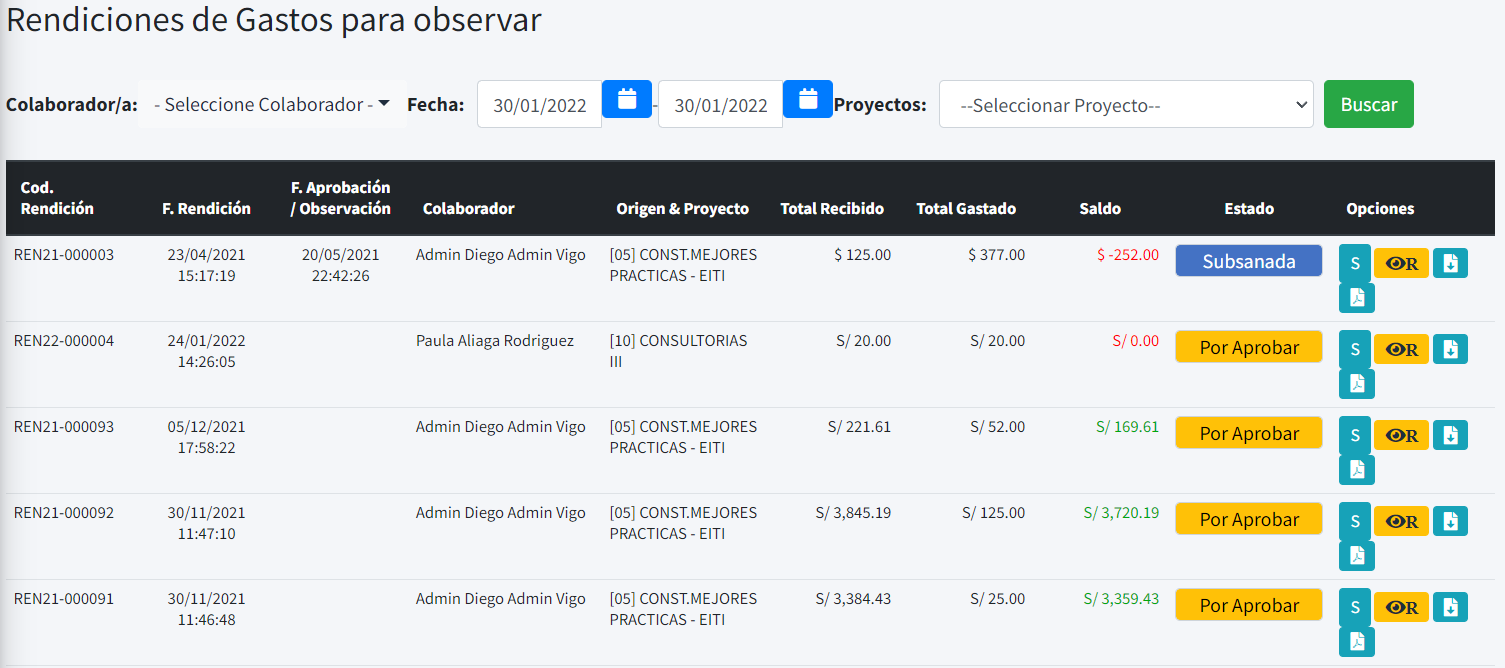 Rendiciones de Gastos para observar
Colaborador/a: - Seleccione Colaborador - Fecha: 30/01/2022 - 30/01/2022 Proyectos: --Seleccionar Proyecto-- Buscar
Cod. Rendición F. Rendición F. Aprobación / Observación Colaborador Origen & Proyecto Total Recibido Total Gastado Saldo Estado Opciones
REN21-000003 23/04/2021 20/05/2021 Admin Diego Admin Vigo [05] CONST.MEJORES $ 125.00 $ 377.00 $ -252.00 Subsanada S R
15:17:19 22:42:26 PRACTICAS - EITI
REN22-000004 24/01/2022 Paula Aliaga Rodriguez [10] CONSULTORIAS S/ 20.00 S/ 20.00 S/ 0.00 Por Aprobar S R
14:26:05 III
REN21-000093 05/12/2021 Admin Diego Admin Vigo [05] CONST.MEJORES S/ 221.61 S/ 52.00 S/ 169.61 Por Aprobar S R
17:58:22 PRACTICAS - EITI
REN21-000092 30/11/2021 Admin Diego Admin Vigo [05] CONST.MEJORES S/ 3,845.19 S/ 125.00 S/ 3,720.19 Por Aprobar S R
11:47:10 PRACTICAS - EITI
REN21-000091 30/11/2021 Admin Diego Admin Vigo [05] CONST.MEJORES S/ 3,384.43 S/ 25.00 S/ 3,359.43 Por Aprobar S R
11:46:48 PRACTICAS - EITI